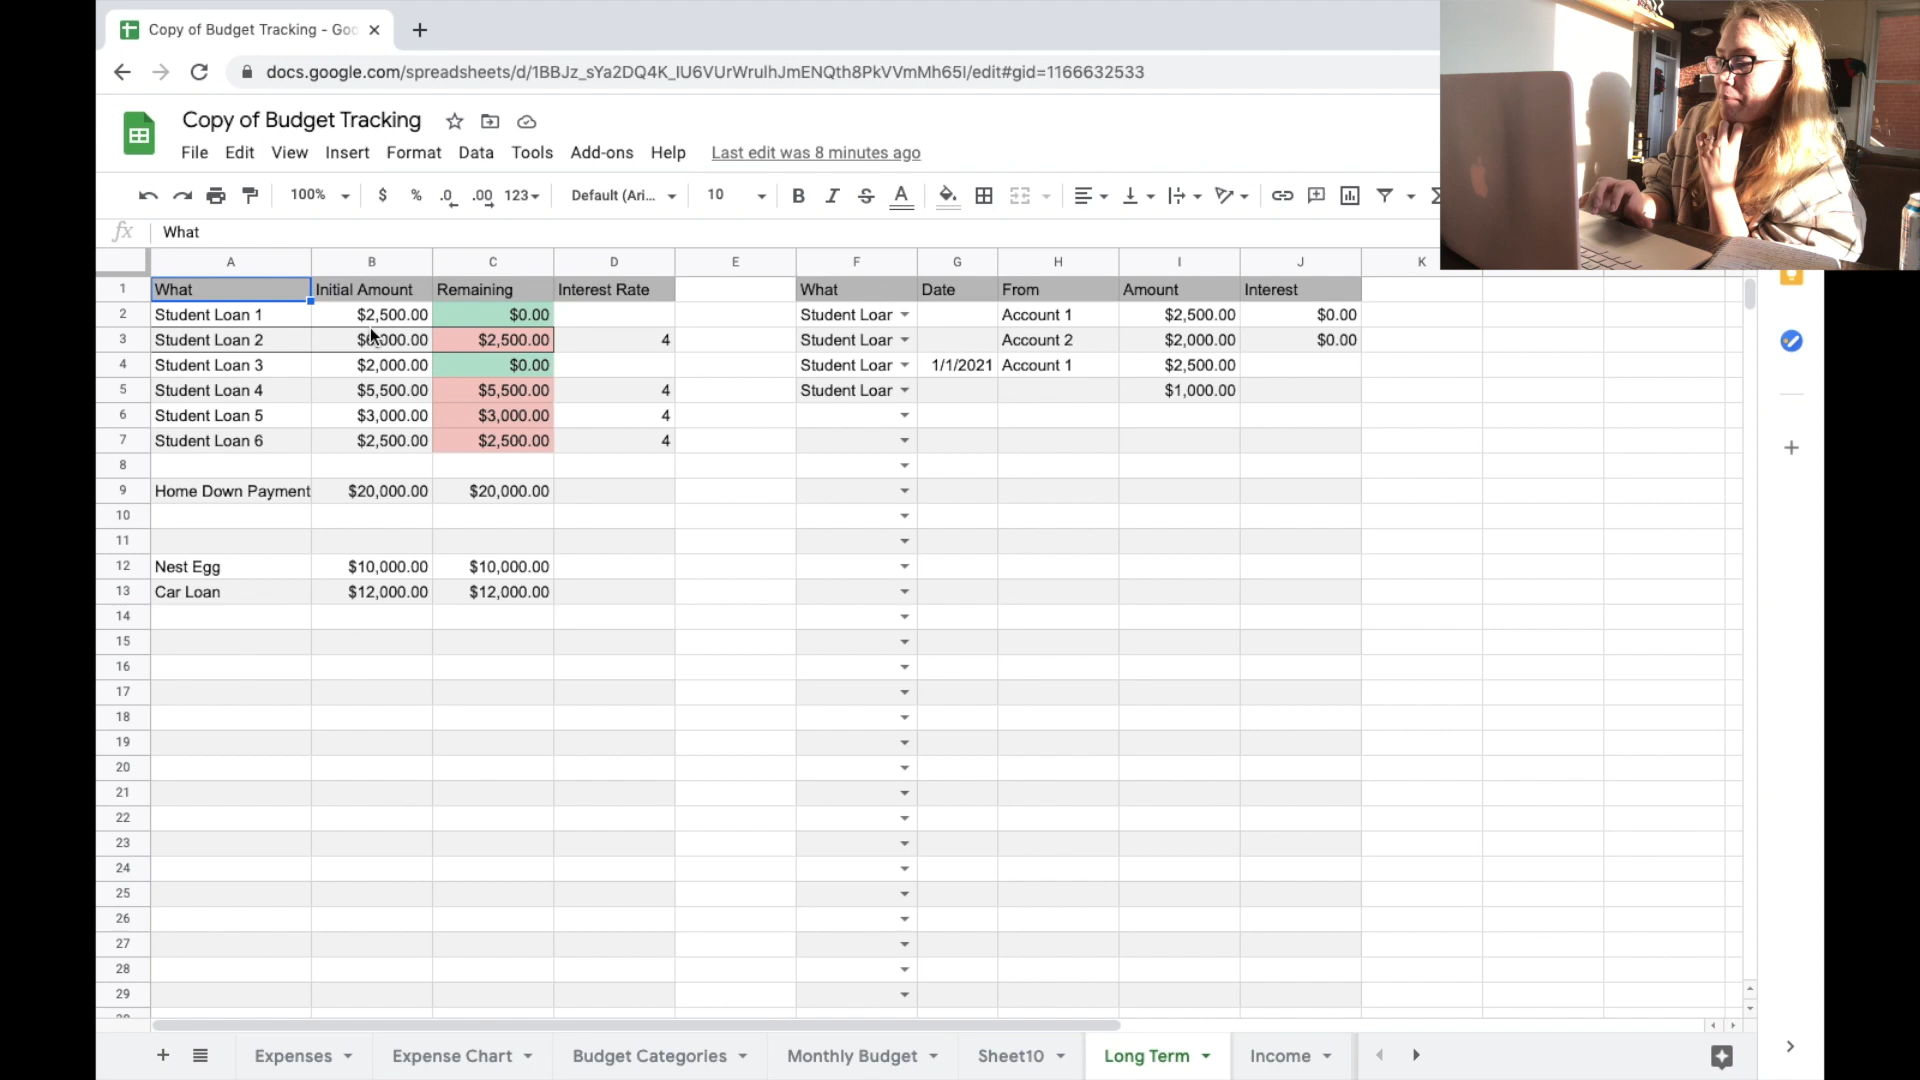 Copy of Budget Tracking - Goo
docs.google.com/spreadsheets/d/1BBJz_sYa2DQ4K_IU6VUrWrulhJmENQth8PkVVmMh65I/edit#gid=1166632533
Copy of Budget Tracking
File Edit View Insert Format Data Tools Add-ons Help Last edit was 8 minutes ago
100% $ % .0 .00 123 Default (Ari... 10 B I S A
fx What
A B C D E F G H I J K
1 What Initial Amount Remaining Interest Rate What Date From Amount Interest
2 Student Loan 1 $2,500.00 $0.00 Student Loar Account 1 $2,500.00 $0.00
3 Student Loan 2 $2,500.00 4 Student Loar Account 2 $2,000.00 $0.00
4 Student Loan 3 $2,000.00 $0.00 Student Loar 1/1/2021 Account 1 $2,500.00
5 Student Loan 4 $5,500.00 $5,500.00 4 Student Loar $1,000.00
6 Student Loan 5 $3,000.00 $3,000.00 4
7 Student Loan 6 $2,500.00 $2,500.00 4
8
9 Home Down Payment $20,000.00 $20,000.00
10
11
12 Nest Egg $10,000.00 $10,000.00
13 Car Loan $12,000.00 $12,000.00
14
15
16
17
18
19
20
21
22
23
24
25
26
27
28
29
Expenses Expense Chart Budget Categories Monthly Budget Sheet10 Long Term Income